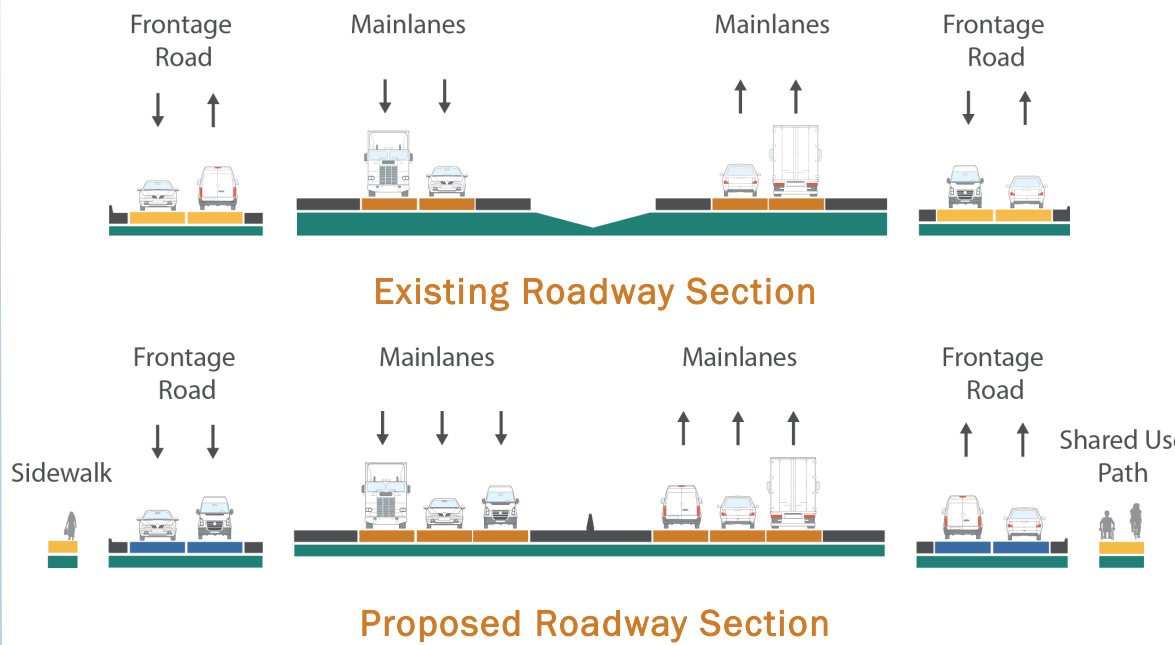 Frontage
Road
Mainlanes
Mainlanes
Frontage
Road
Existing Roadway Section
Frontage
Road
Mainlanes
Mainlanes
Frontage
Road
Sidewalk
Shared Us
Path
Proposed Roadway Section